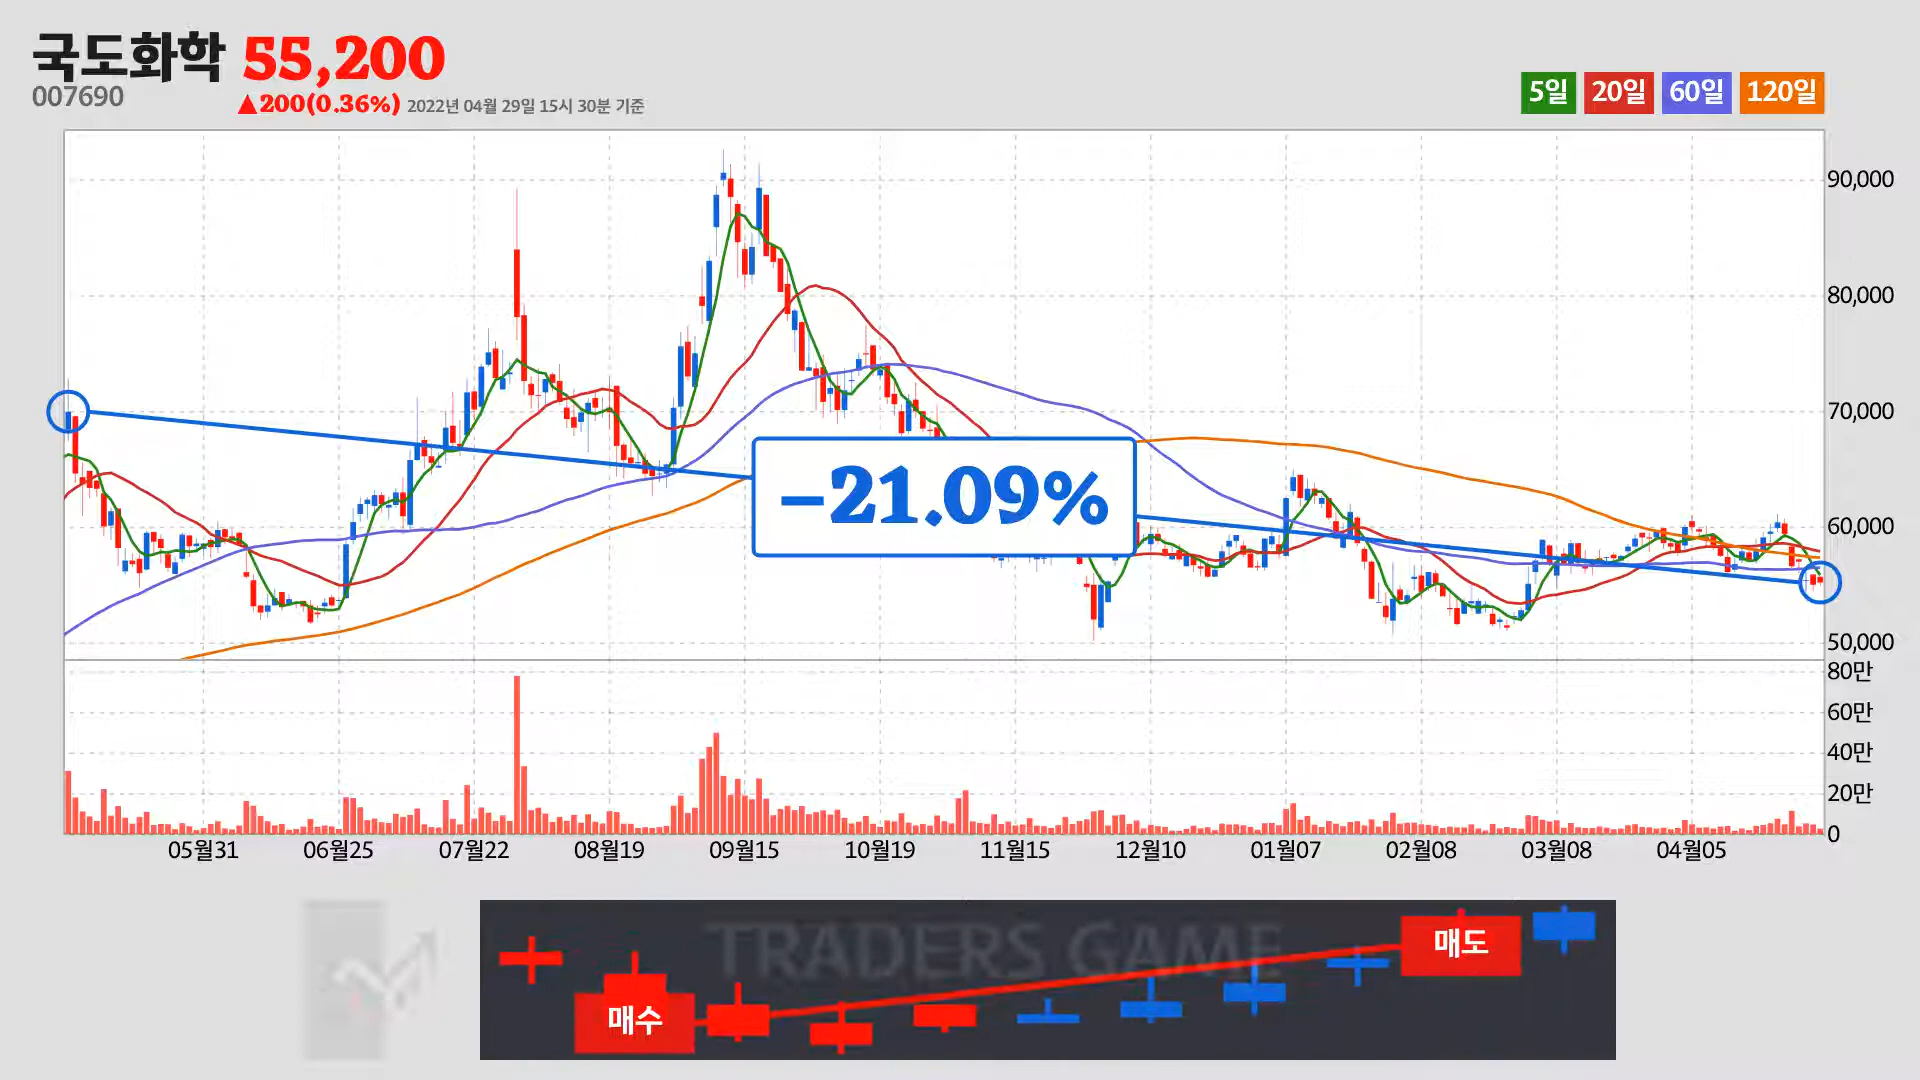 국도화학 55,200
007690
▲200(0.36%) 2022년 04월 29일 15시 30분 기준
5일 20일 60일 120일
90,000
80,000
70,000
60,000
50,000
-21.09%
80만
60만
40만
20만
0
05월31 06월25 07월22 08월19 09월15 10월19 11월15 12월10 01월07 02월08 03월08 04월05
TRADERS GAME
매도
매수